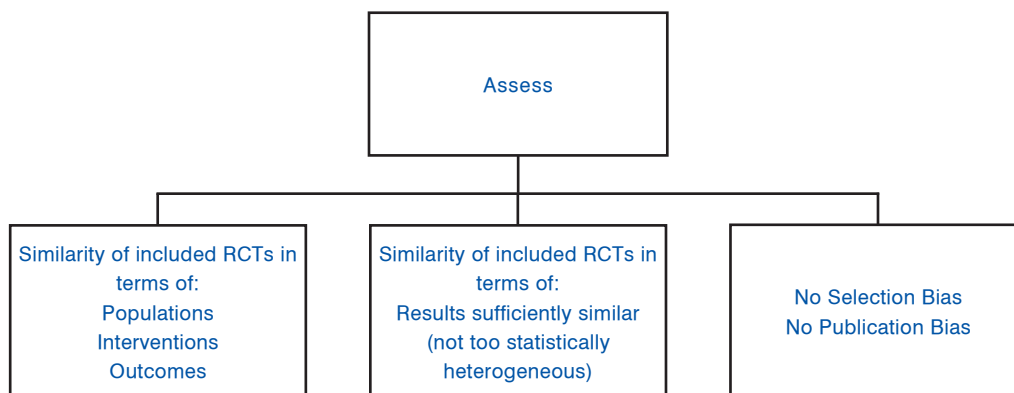 Assess
Similarity of included RCTs in
terms of:
Populations
Interventions
Outcomes
Similarity of included RCTs in
terms of:
Results sufficiently similar
(not too statistically
heterogeneous)
No Selection Bias
No Publication Bias